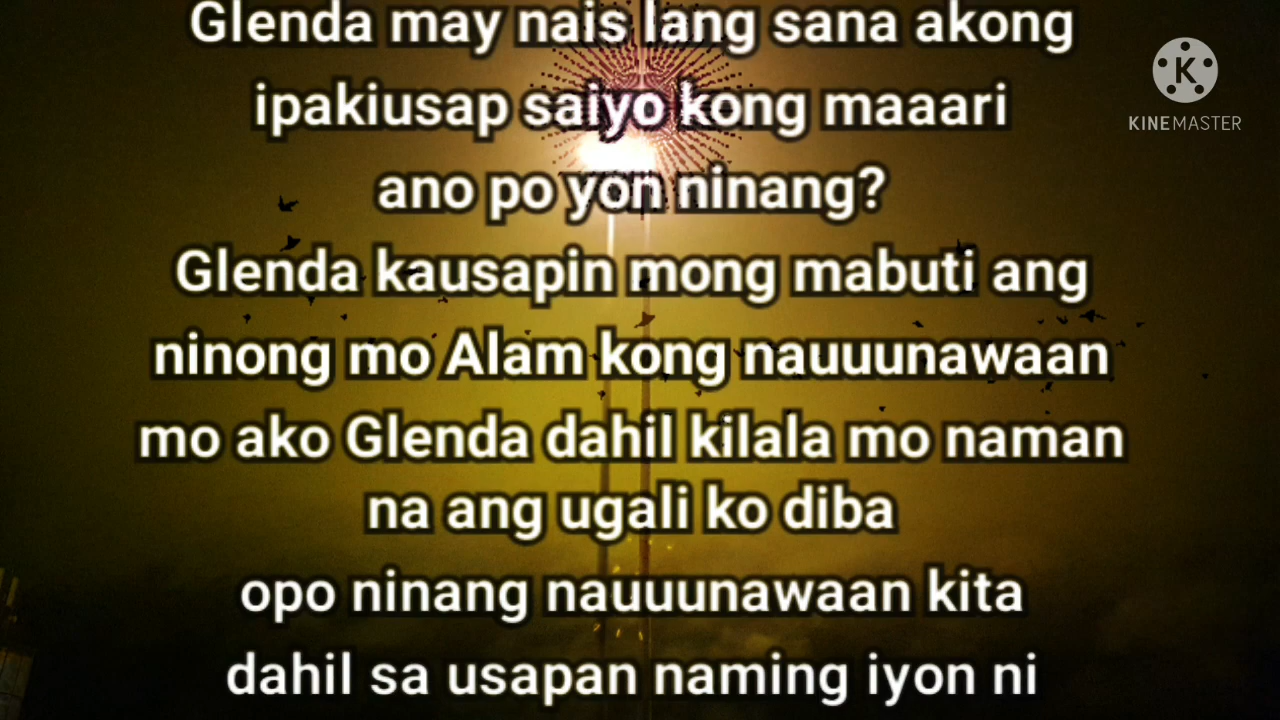 Glenda may nais lang sana akong
ipakiusap saiyo kong maaari
ano po yon ninang?
Glenda kausapin mong mabuti ang
ninong mo Alam kong nauuunawaan
mo ako Glenda dahil kilala mo naman
na ang ugali ko diba
opo ninang nauuunawaan kita
dahil sa usapan naming iyon ni
K
KINEMASTER